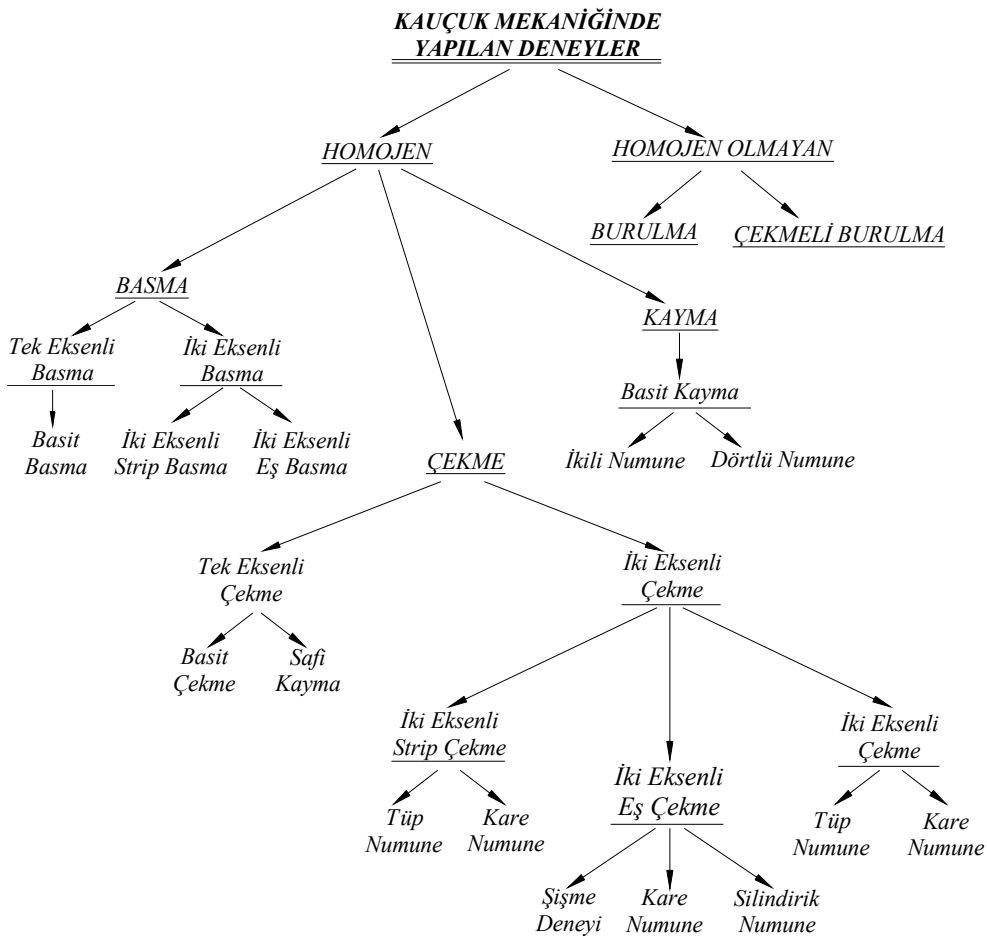 KAUÇUK MEKANİĞİNDE
YAPILAN DENEYLER
HOMOJEN
HOMOJEN OLMAYAN
BURULMA
ÇEKMELİ BURULMA
BASMA
KAYMA
Tek Eksenli
Basma
İki Eksenli
Basma
Basit Kayma
Basit
Basma
İki Eksenli
Strip Basma
İki Eksenli
Eş Basma
İkili Numune
Dörtlü Numune
ÇEKME
Tek Eksenli
Çekme
İki Eksenli
Çekme
Basit
Çekme
Safi
Kayma
İki Eksenli
Strip Çekme
İki Eksenli
Eş Çekme
İki Eksenli
Çekme
Tüp
Numune
Kare
Numune
Tüp
Numune
Kare
Numune
Şişme
Deneyi
Kare
Numune
Silindirik
Numune